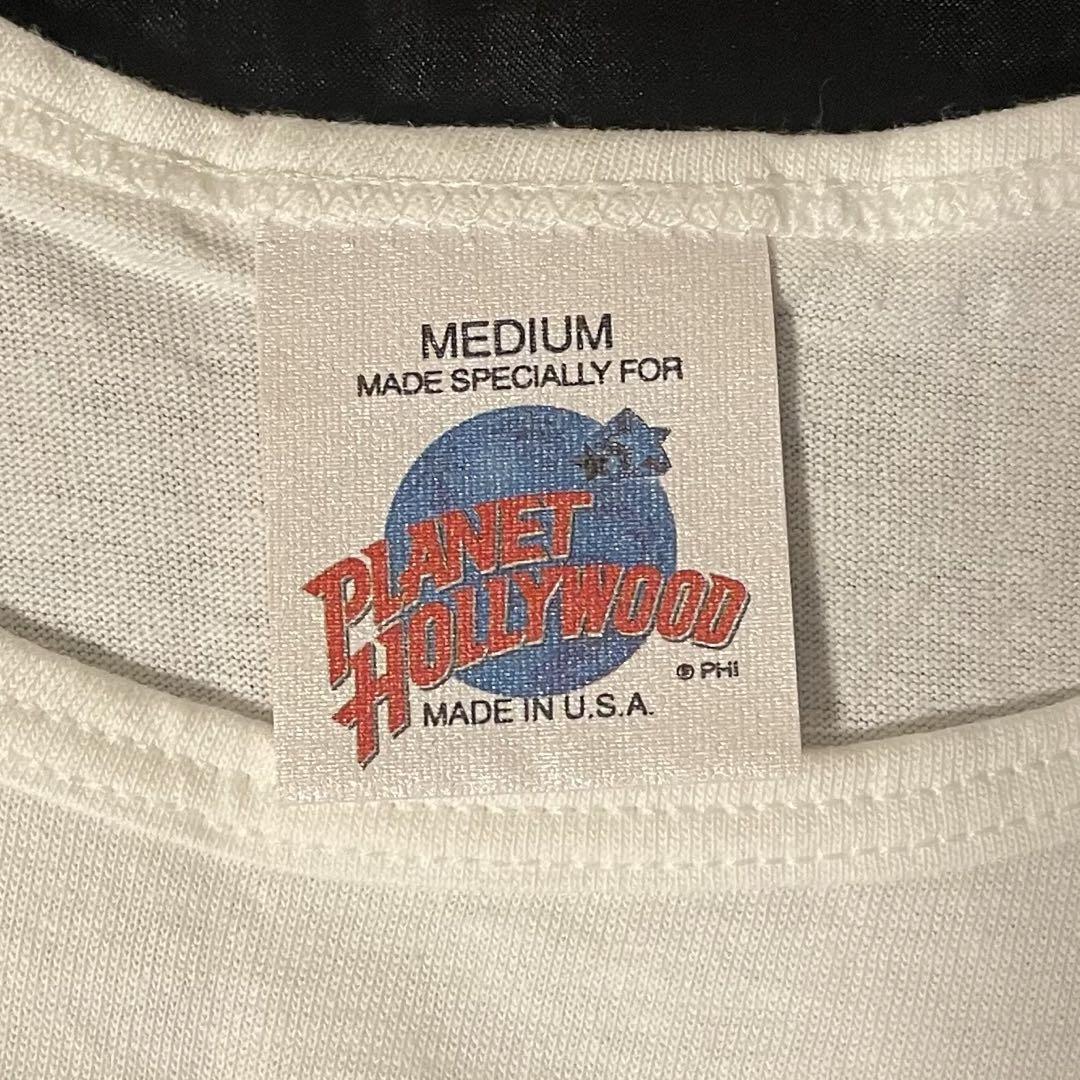 MEDIUM
MADE SPECIALLY FOR
PLANET
HOLLYWOOD
© PHI
MADE IN U.S.A.